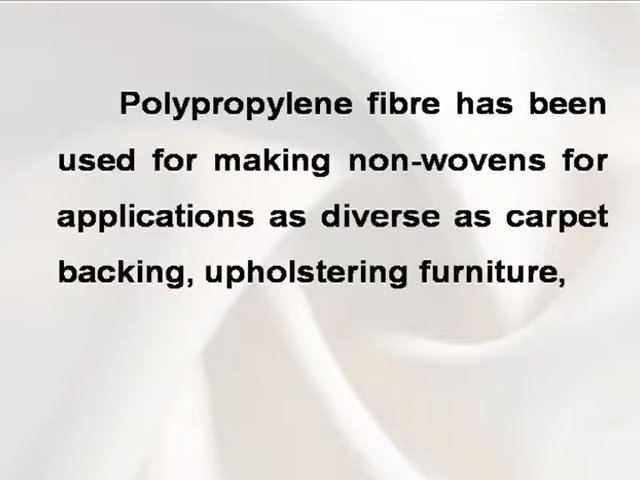 Polypropylene fibre has been
used for making non-wovens for
applications as diverse as carpet
backing, upholstering furniture,